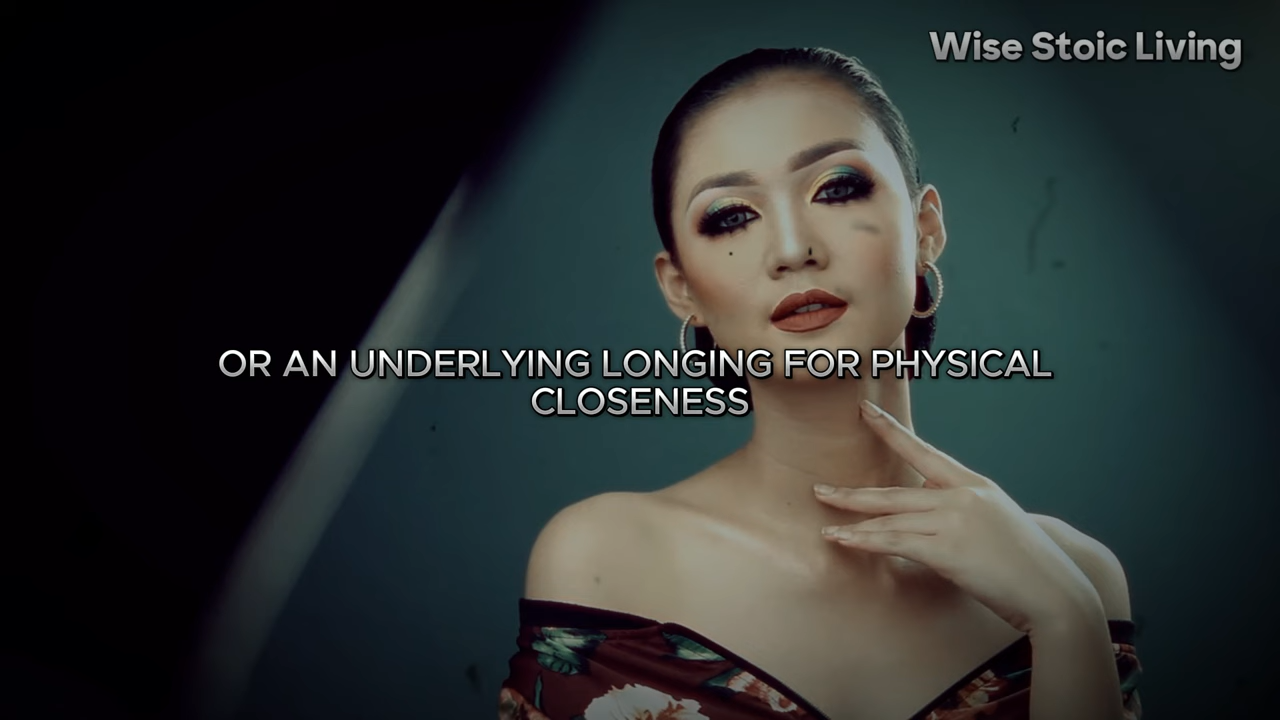 Wise Stoic Living
OR AN UNDERLYING LONGING FOR PHYSICAL
CLOSENESS